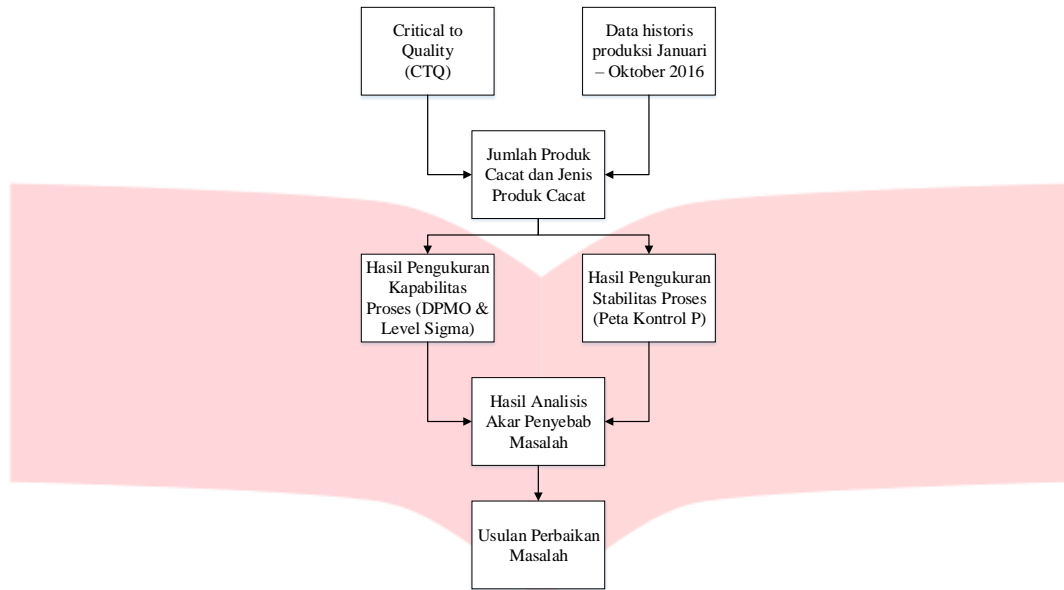 Critical to
Quality
(CTQ)
Data historis
produksi Januari
– Oktober 2016
Jumlah Produk
Cacat dan Jenis
Produk Cacat
Hasil Pengukuran
Kapabilitas
Proses (DPMO &
Level Sigma)
Hasil Pengukuran
Stabilitas Proses
(Peta Kontrol P)
Hasil Analisis
Akar Penyebab
Masalah
Usulan Perbaikan
Masalah